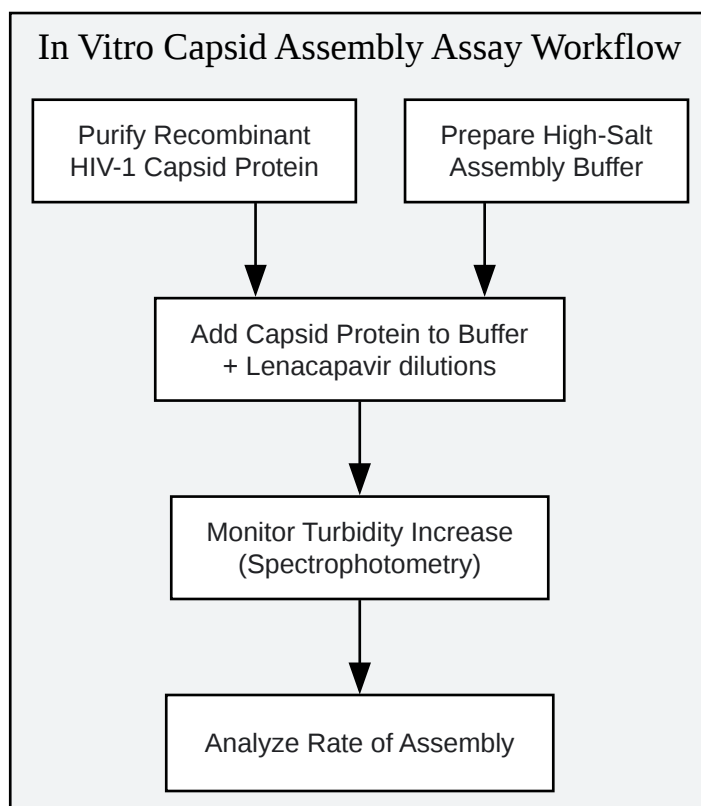 In Vitro Capsid Assembly Assay Workflow
Purify Recombinant
HIV-1 Capsid Protein
Prepare High-Salt
Assembly Buffer
Add Capsid Protein to Buffer
+ Lenacapavir dilutions
Monitor Turbidity Increase
(Spectrophotometry)
Analyze Rate of Assembly